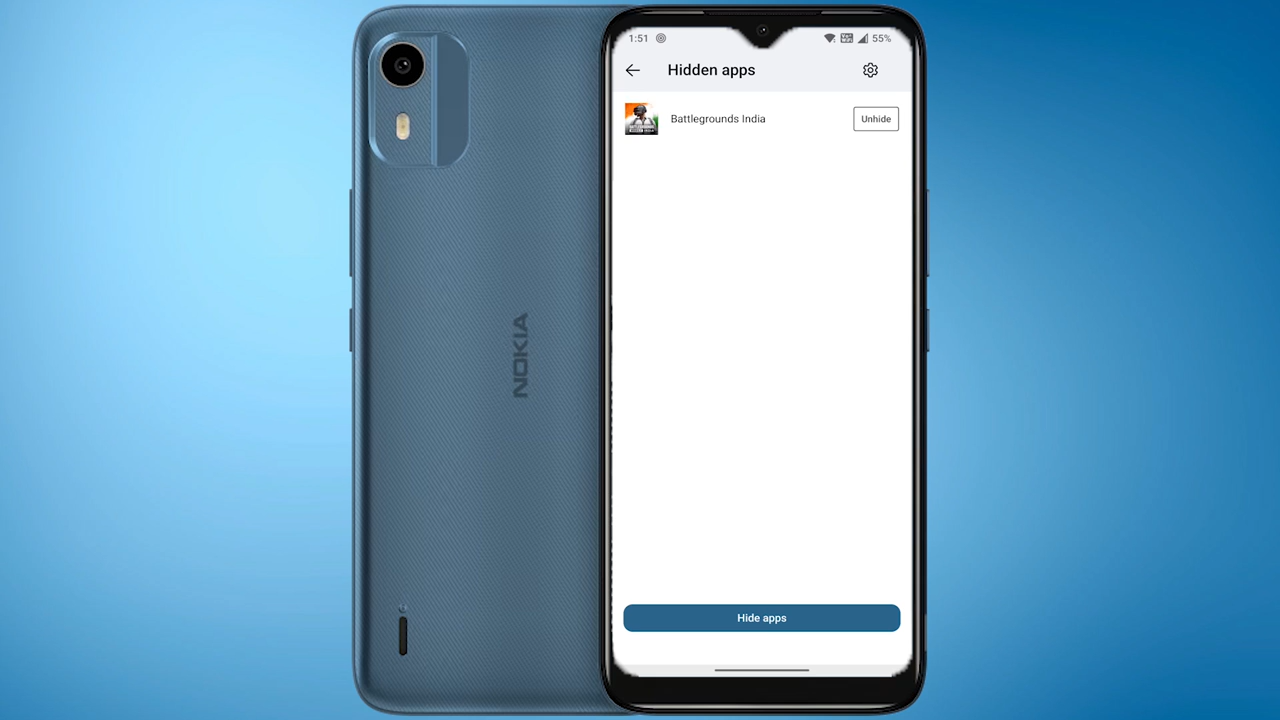 NOKIA
1:51
55%
Hidden apps
Battlegrounds India
Unhide
Hide apps